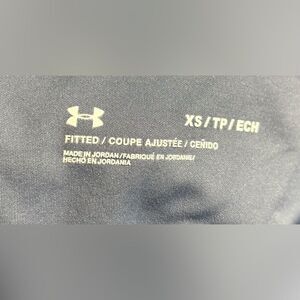 XS / TP / ECH
FITTED / COUPE AJUSTÉE / CEÑIDO
MADE IN JORDAN / FABRIQUÉ EN JORDANIE /
HECHO EN JORDANIA